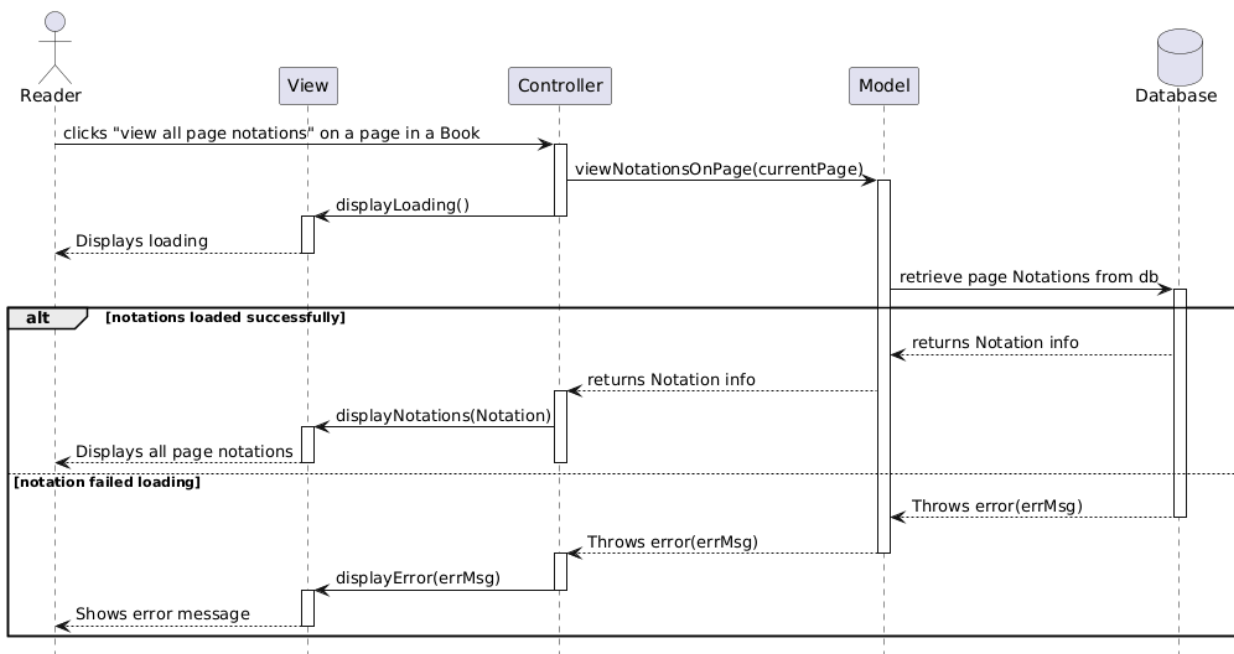 Reader
View
Controller
Model
Database
clicks "view all page notations" on a page in a Book
viewNotationsOnPage(currentPage)
displayLoading()
Displays loading
retrieve page Notations from db
alt [notations loaded successfully]
returns Notation info
returns Notation info
displayNotations(Notation)
Displays all page notations
[notation failed loading]
Throws error(errMsg)
Throws error(errMsg)
displayError(errMsg)
Shows error message